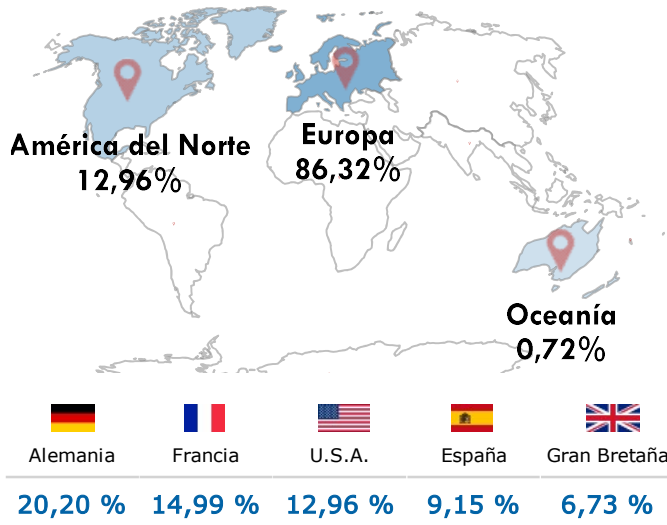 América del Norte
12,96%
Europa
86,32%
Oceanía
0,72%
Alemania Francia U.S.A. España Gran Bretaña
20,20 % 14,99 % 12,96 % 9,15 % 6,73 %